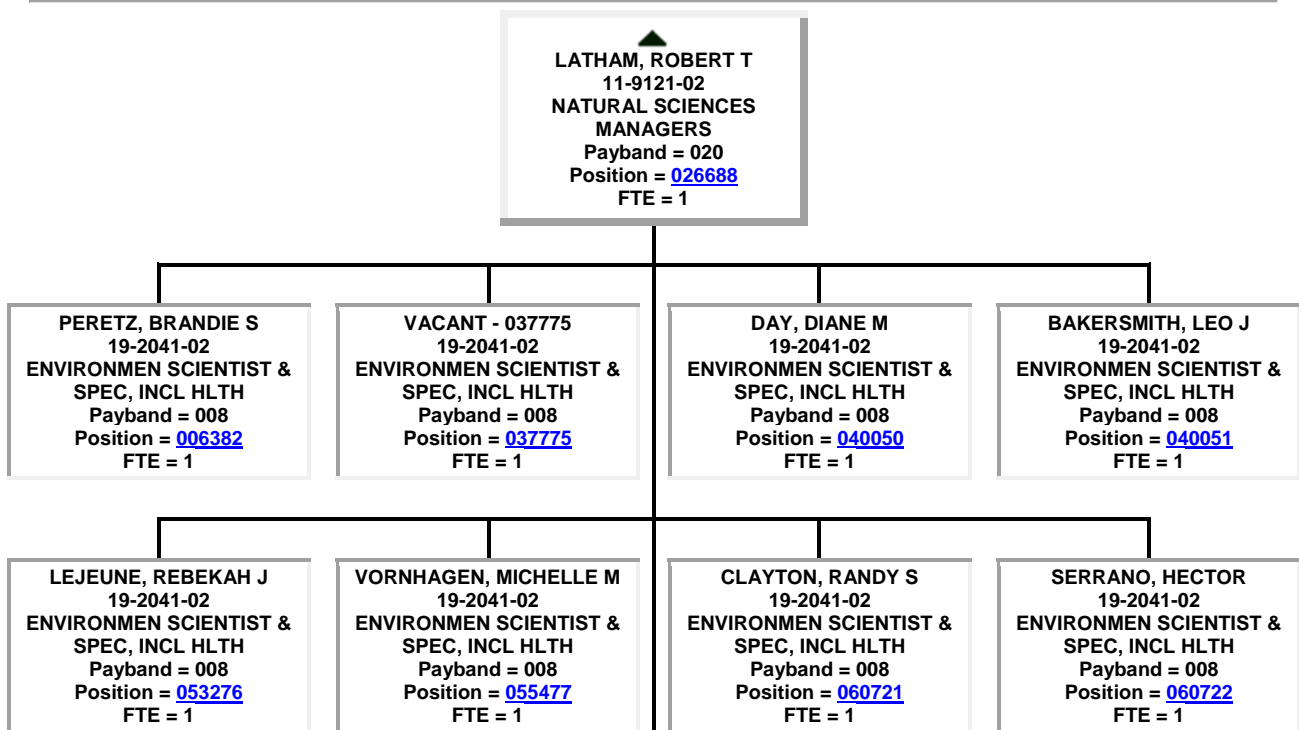 LATHAM, ROBERT T
11-9121-02
NATURAL SCIENCES
MANAGERS
Payband = 020
Position = 026688
FTE = 1
PERETZ, BRANDIE S
19-2041-02
ENVIRONMEN SCIENTIST &
SPEC, INCL HLTH
Payband = 008
Position = 006382
FTE = 1
VACANT - 037775
19-2041-02
ENVIRONMEN SCIENTIST &
SPEC, INCL HLTH
Payband = 008
Position = 037775
FTE = 1
DAY, DIANE M
19-2041-02
ENVIRONMEN SCIENTIST &
SPEC, INCL HLTH
Payband = 008
Position = 040050
FTE = 1
BAKERSMITH, LEO J
19-2041-02
ENVIRONMEN SCIENTIST &
SPEC, INCL HLTH
Payband = 008
Position = 040051
FTE = 1
LEJEUNE, REBEKAH J
19-2041-02
ENVIRONMEN SCIENTIST &
SPEC, INCL HLTH
Payband = 008
Position = 053276
FTE = 1
VORNHAGEN, MICHELLE M
19-2041-02
ENVIRONMEN SCIENTIST &
SPEC, INCL HLTH
Payband = 008
Position = 055477
FTE = 1
CLAYTON, RANDY S
19-2041-02
ENVIRONMEN SCIENTIST &
SPEC, INCL HLTH
Payband = 008
Position = 060721
FTE = 1
SERRANO, HECTOR
19-2041-02
ENVIRONMEN SCIENTIST &
SPEC, INCL HLTH
Payband = 008
Position = 060722
FTE = 1